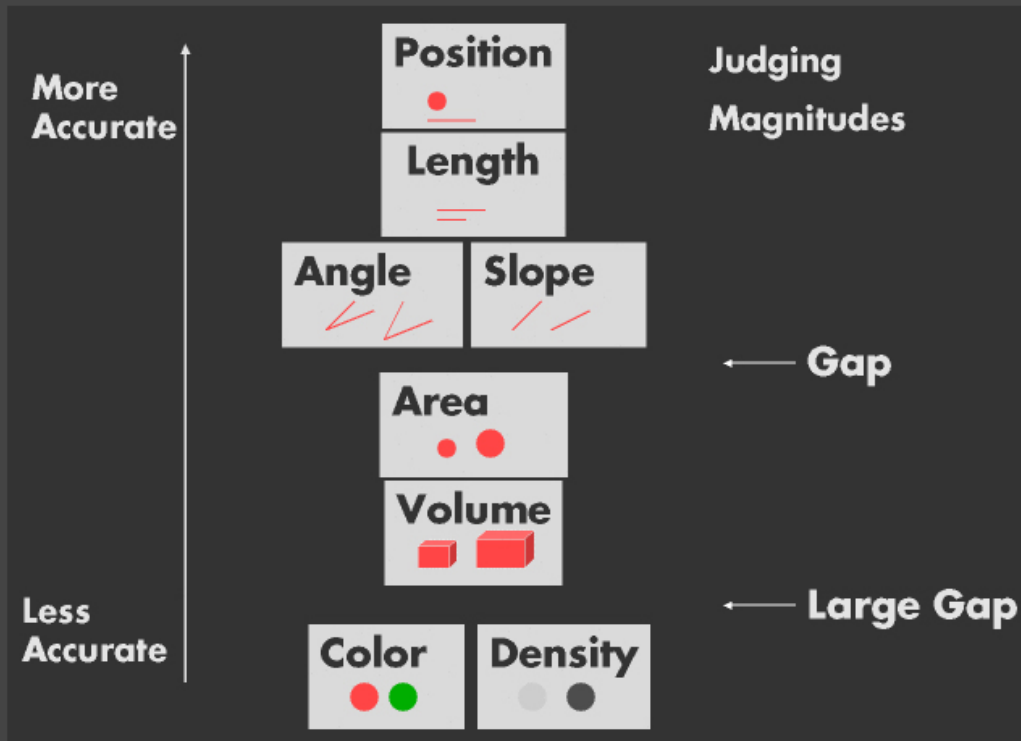 Position
Judging
More
Accurate
Magnitudes
Length
Angle
Slope
Gap
Area
Volume
Less
Accurate
Large Gap
Color
Density